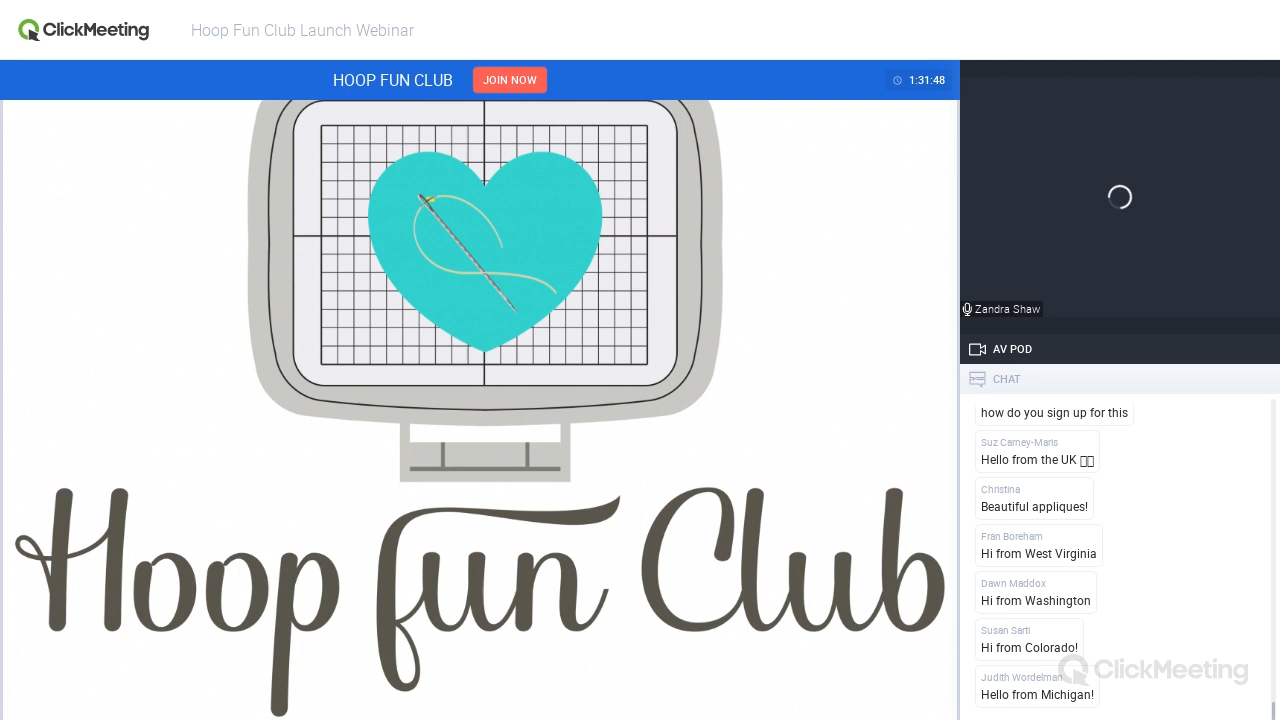 ClickMeeting
Hoop Fun Club Launch Webinar
HOOP FUN CLUB
JOIN NOW
1:31:48
Hoop fun Club
Zandra Shaw
AV POD
CHAT
how do you sign up for this
Suz Carney-Maris
Hello from the UK
Christina
Beautiful appliques!
Fran Boreham
Hi from West Virginia
Dawn Maddox
Hi from Washington
Susan Sarti
Hi from Colorado!
Judith Wordelman
Hello from Michigan!
ClickMeeting